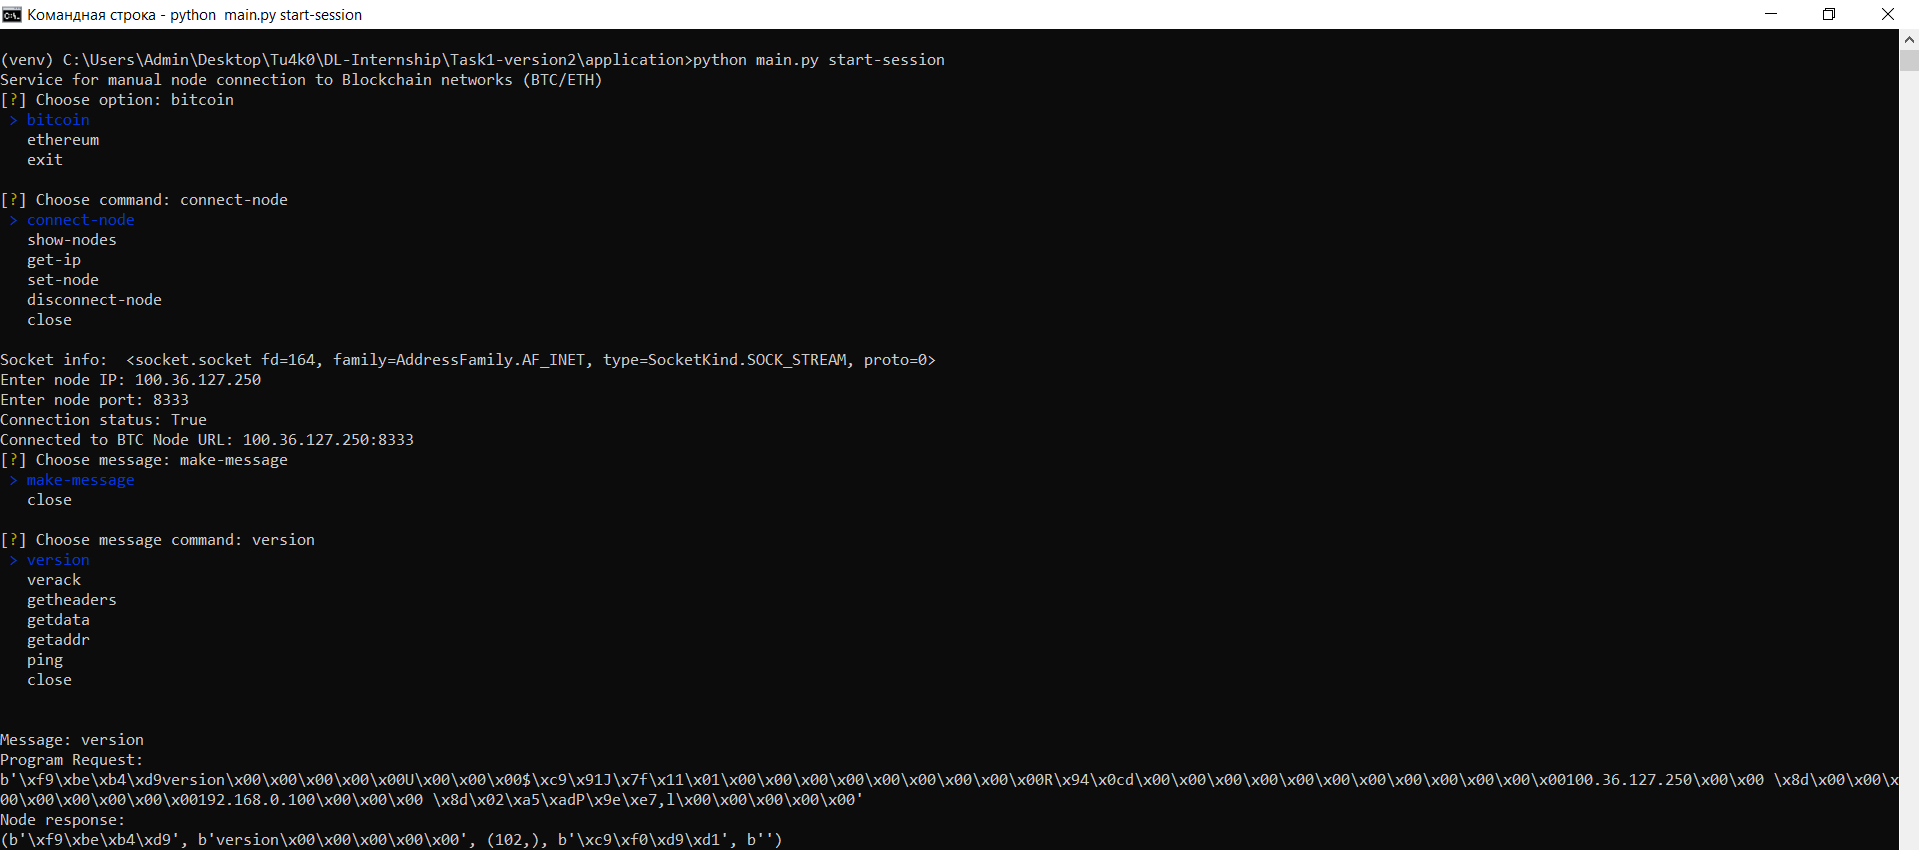 Командная строка - python  main.py start-session
(venv) C:\Users\Admin\Desktop\Tu4k0\DL-Internship\Task1-version2\application>python main.py start-session
Service for manual node connection to Blockchain networks (BTC/ETH)
[?] Choose option: bitcoin
 > bitcoin
   ethereum
   exit
[?] Choose command: connect-node
 > connect-node
   show-nodes
   get-ip
   set-node
   disconnect-node
   close
Socket info:  <socket.socket fd=164, family=AddressFamily.AF_INET, type=SocketKind.SOCK_STREAM, proto=0>
Enter node IP: 100.36.127.250
Enter node port: 8333
Connection status: True
Connected to BTC Node URL: 100.36.127.250:8333
[?] Choose message: make-message
 > make-message
   close
[?] Choose message command: version
 > version
   verack
   getheaders
   getdata
   getaddr
   ping
   close
Message: version
Program Request:
b'\xf9\xbe\xb4\xd9version\x00\x00\x00\x00\x00U\x00\x00\x00$\xc9\x91J\x7f\x11\x01\x00\x00\x00\x00\x00\x00\x00\x00\x00R\x94\x0cd\x00\x00\x00\x00\x00\x00\x00\x00\x00\x00\x00\x00100.36.127.250\x00\x00 \x8d\x00\x00\x
00\x00\x00\x00\x00\x00192.168.0.100\x00\x00\x00 \x8d\x02\xa5\xadP\x9e\xe7,l\x00\x00\x00\x00\x00'
Node response:
(b'\xf9\xbe\xb4\xd9', b'version\x00\x00\x00\x00\x00', (102,), b'\xc9\xf0\xd9\xd1', b'')